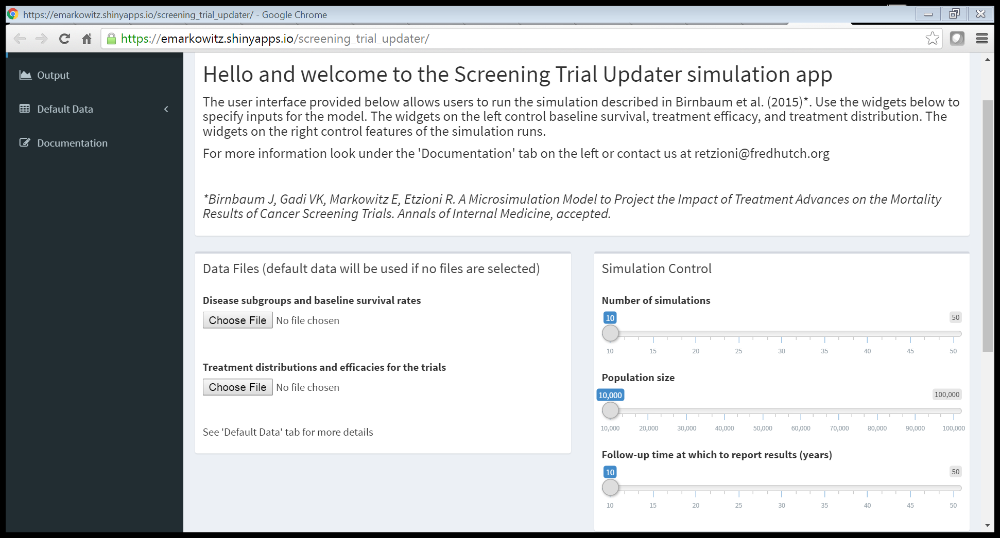 https://emarkowitz.shinyapps.io/screening_trial_updater/ - Google Chrome
https://emarkowitz.shinyapps.io/screening_trial_updater/
Output
Default Data
Documentation
Hello and welcome to the Screening Trial Updater simulation app
The user interface provided below allows users to run the simulation described in Birnbaum et al. (2015)*. Use the widgets below to
specify inputs for the model. The widgets on the left control baseline survival, treatment efficacy, and treatment distribution. The
widgets on the right control features of the simulation runs.
For more information look under the 'Documentation' tab on the left or contact us at retzioni@fredhutch.org
*Birnbaum J, Gadi VK, Markowitz E, Etzioni R. A Microsimulation Model to Project the Impact of Treatment Advances on the Mortality
Results of Cancer Screening Trials. Annals of Internal Medicine, accepted.
Data Files (default data will be used if no files are selected)
Disease subgroups and baseline survival rates
Choose File No file chosen
Treatment distributions and efficacies for the trials
Choose File No file chosen
See 'Default Data' tab for more details
Simulation Control
Number of simulations
10 50
10 15 20 25 30 35 40 45 50
Population size
10,000 100,000
10,000 20,000 30,000 40,000 50,000 60,000 70,000 80,000 90,000 100,000
Follow-up time at which to report results (years)
10 50
10 15 20 25 30 35 40 45 50